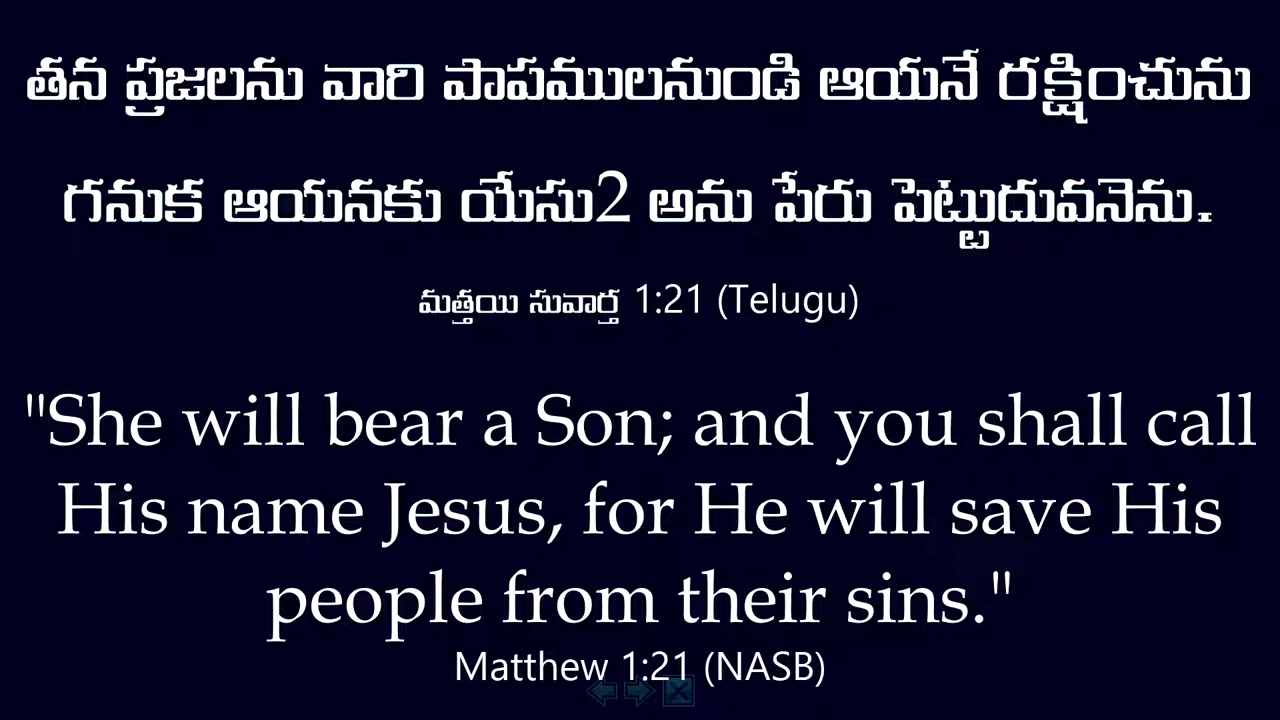 తన ప్రజలను వారి పాపములనుండి ఆయనే రక్షించును
గనుక ఆయనకు యేసు2 అను పేరు పెట్టుదువనెను.
మత్తయి సువార్త 1:21 (Telugu)
"She will bear a Son; and you shall call
His name Jesus, for He will save His
people from their sins."
Matthew 1:21 (NASB)